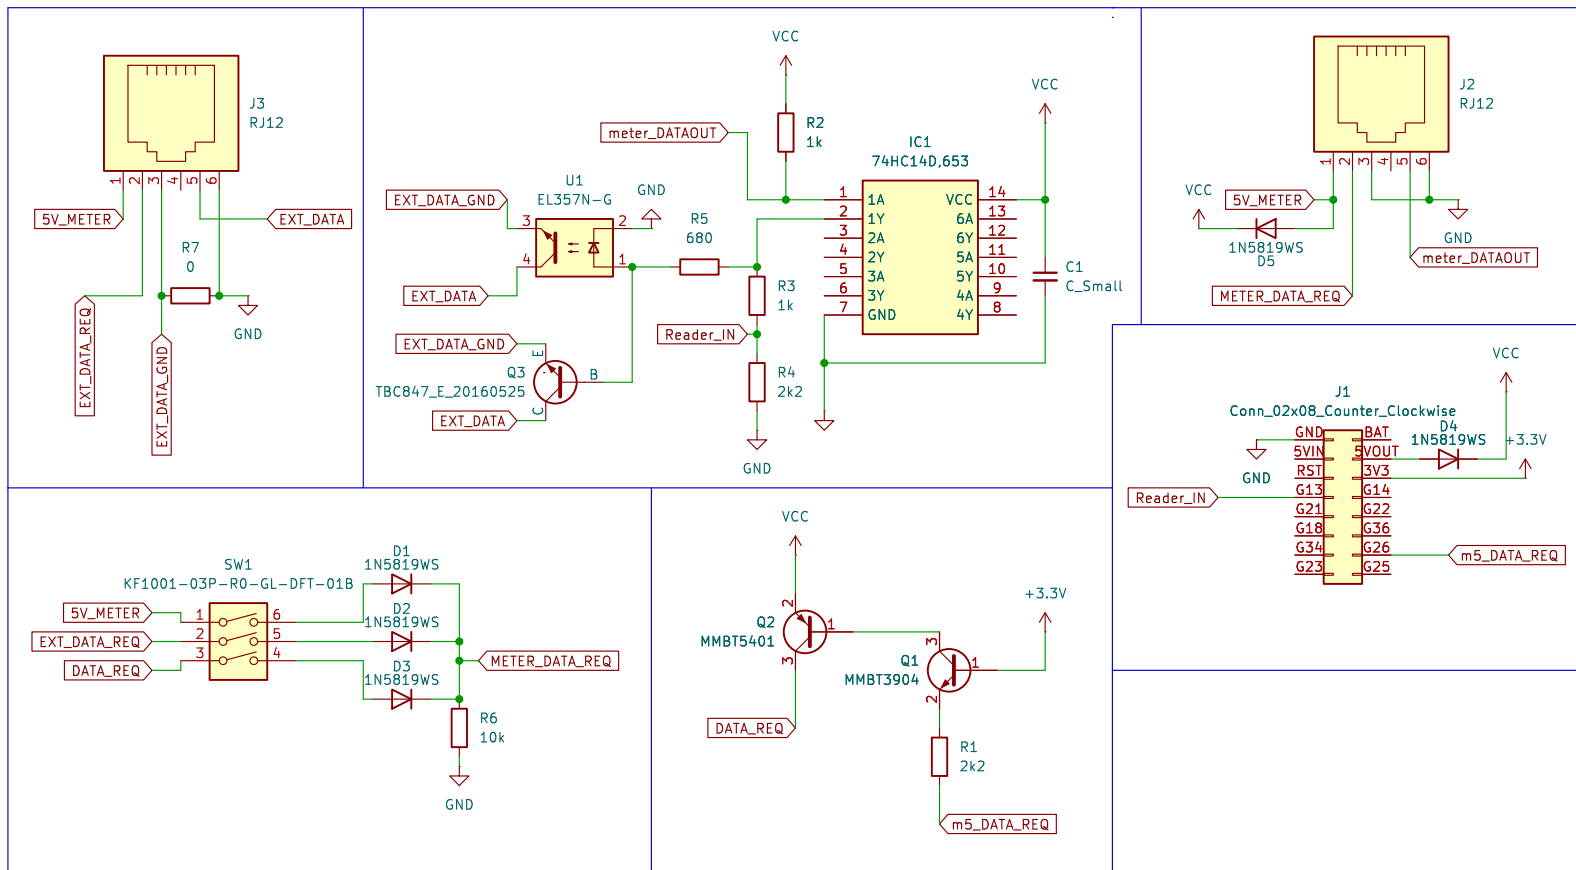 J3
RJ12
1
2
3
4
5
6
5V_METER
EXT_DATA
R7
0
GND
EXT_DATA_REQ
EXT_DATA_GND
VCC
R2
1k
meter_DATAOUT
VCC
IC1
74HC14D,653
U1
EL357N-G
GND
EXT_DATA_GND
3
2
4
1
R5
680
EXT_DATA
1 1A VCC 14
2 1Y 6A 13
3 2A 6Y 12
4 2Y 5A 11
5 3A 5Y 10
6 3Y 4A 9
7 GND 4Y 8
C1
C_Small
R3
1k
Reader_IN
EXT_DATA_GND
E
Q3
B
TBC847_E_20160525
C
EXT_DATA
R4
2k2
GND
J2
RJ12
1
2
3
4
5
6
VCC
5V_METER
1N5819WS
D5
GND
meter_DATAOUT
METER_DATA_REQ
VCC
J1
Conn_02x08_Counter_Clockwise
D4
1N5819WS
+3.3V
GND
GND BAT
5VIN 5VOUT
RST 3V3
G13 G14
G21 G22
G18 G36
G34 G26
G23 G25
Reader_IN
m5_DATA_REQ
SW1
KF1001-03P-R0-GL-DFT-01B
D1
1N5819WS
5V_METER
1
6
D2
1N5819WS
EXT_DATA_REQ
2
5
DATA_REQ
3
4
D3
1N5819WS
METER_DATA_REQ
R6
10k
GND
VCC
2
Q2
MMBT5401
1
3
DATA_REQ
+3.3V
3
Q1
MMBT3904
1
2
R1
2k2
m5_DATA_REQ